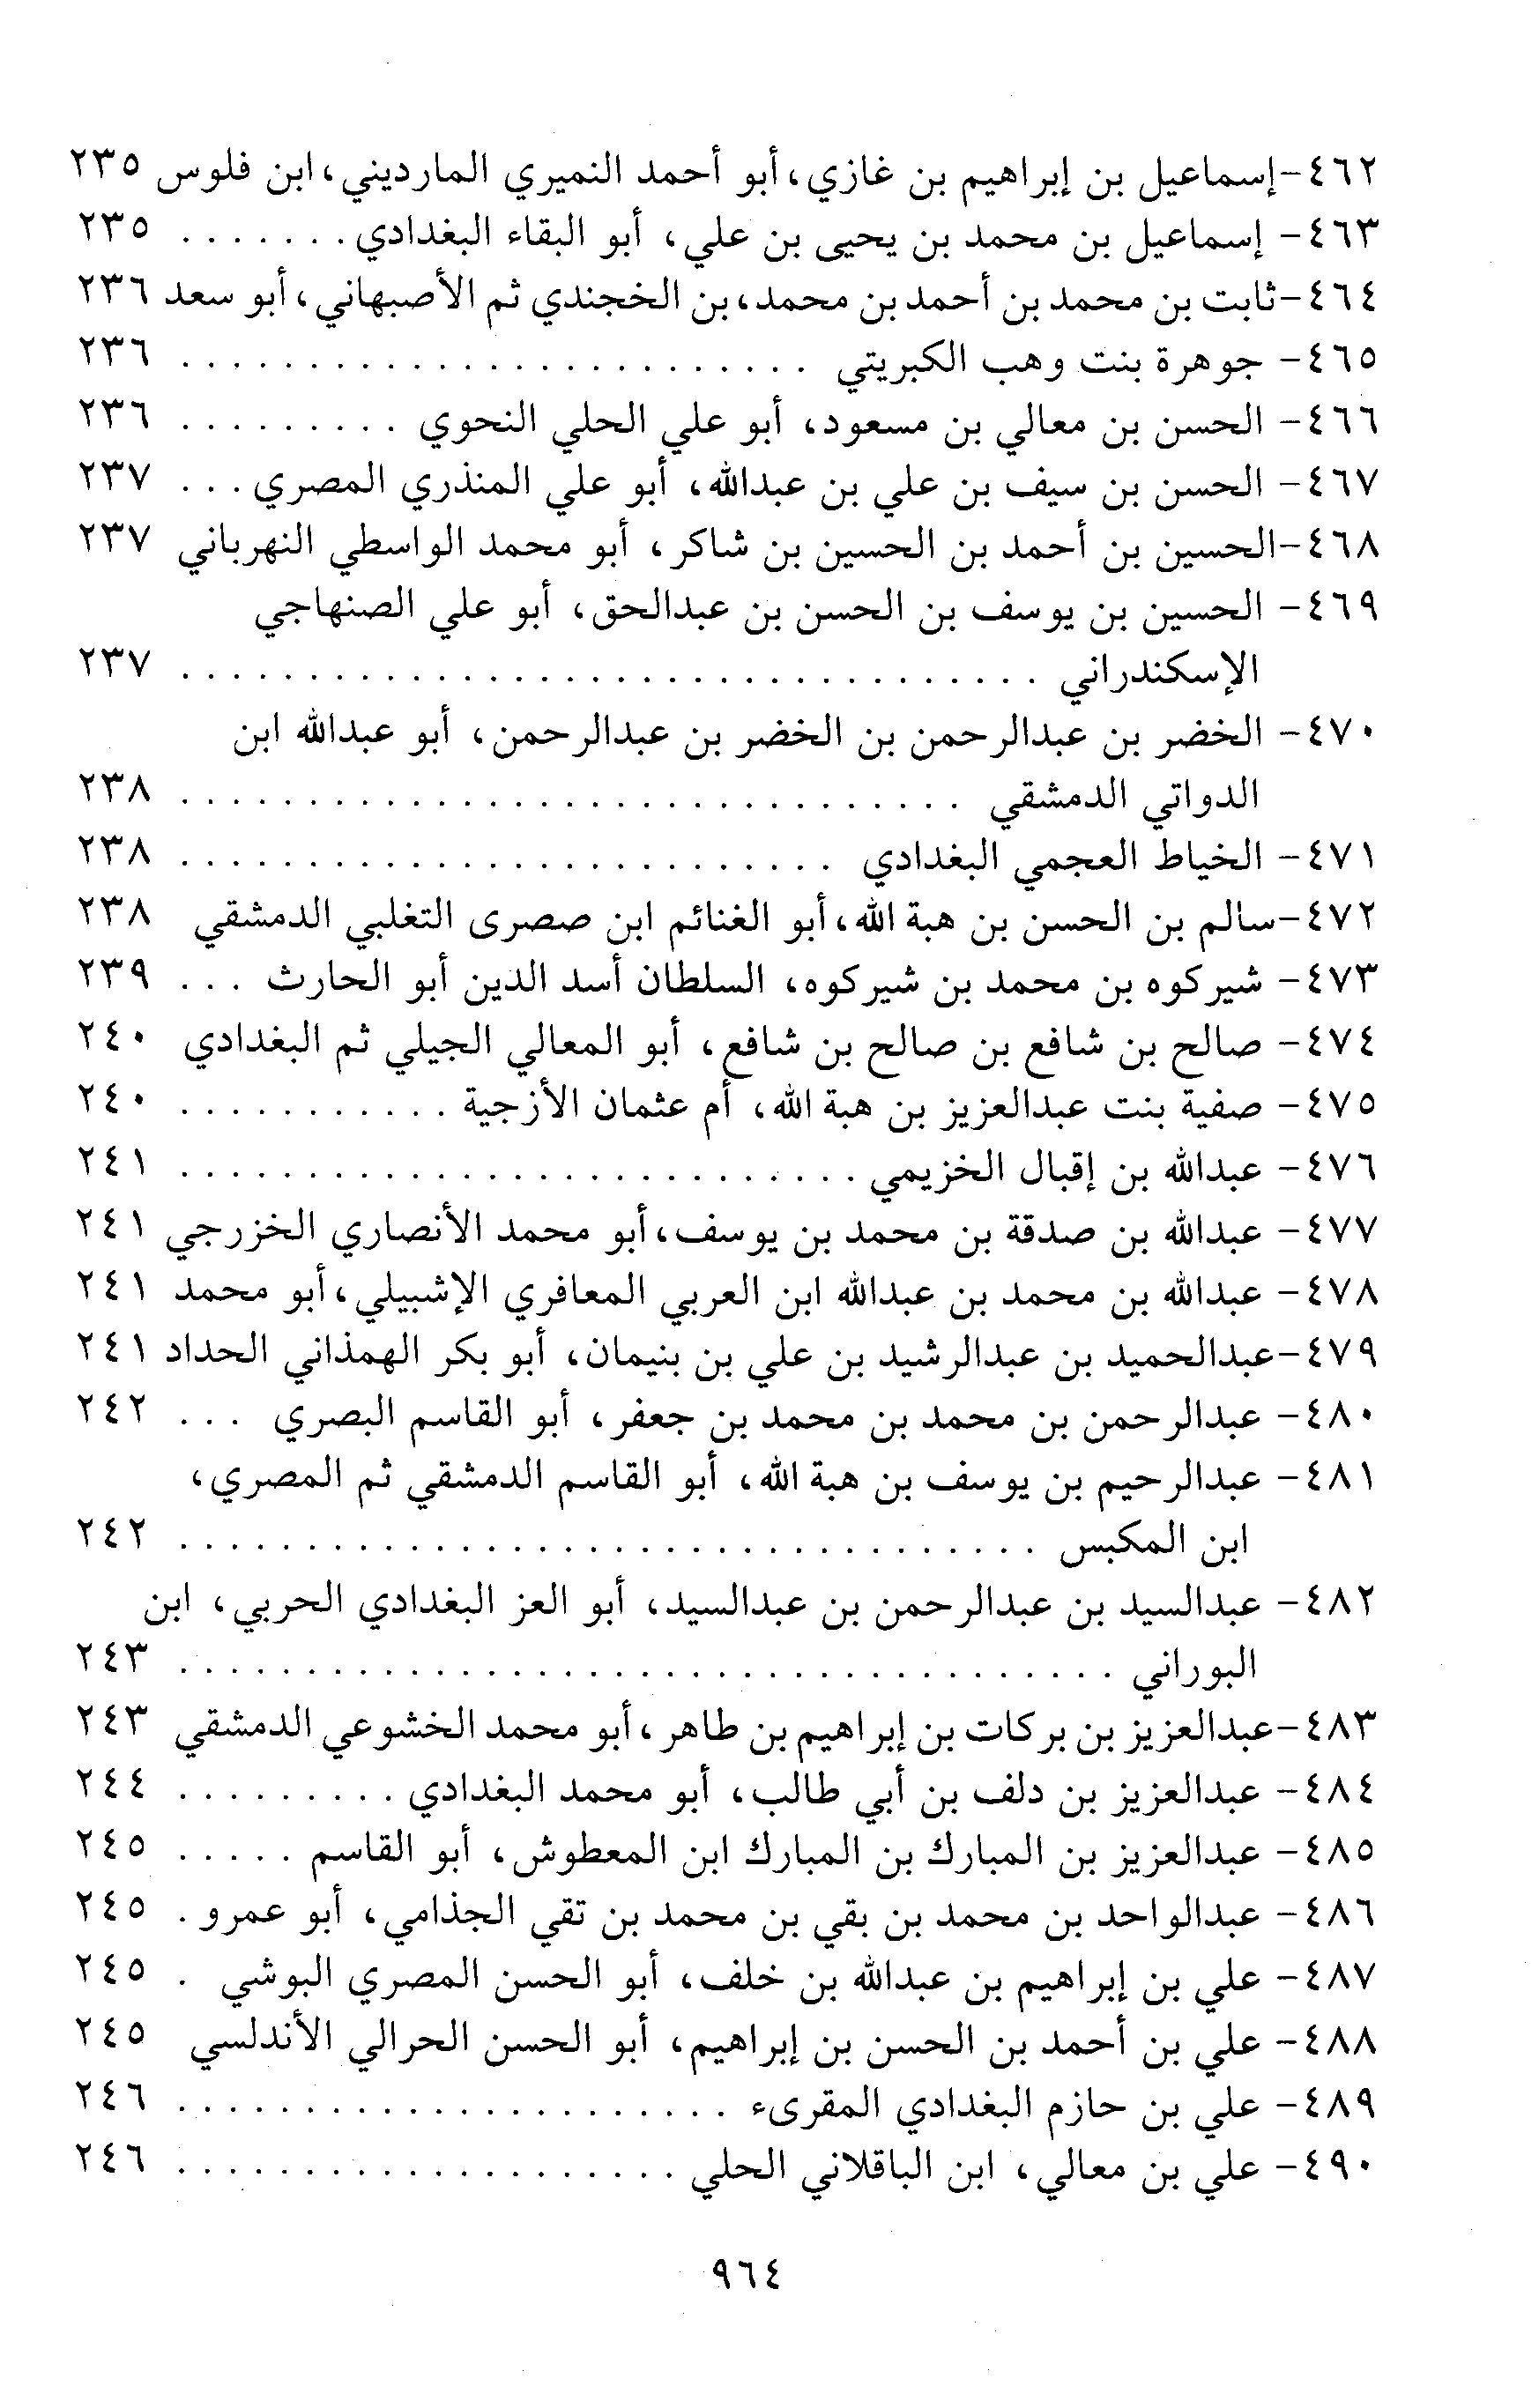 ٤٦٢-إسماعيل بن إبراهيم بن غازي، أبو أحمد النميري المارديني، ابن فلوس ٢٣٥
٤٦٣- إسماعيل بن محمد بن يحيى بن علي، أبو البقاء البغدادي . . . . . . . ٢٣٥
٤٦٤-ثابت بن محمد بن أحمد بن محمد، بن الخجندي ثم الأصبهاني، أبو سعد ٢٣٦
٤٦٥- جوهرة بنت وهب الكبريتي . . . . . . . . . . . . . . . . . . . . . . . . . ٢٣٦
٤٦٦- الحسن بن معالي بن مسعود، أبو علي الحلي النحوي . . . . . . . . . ٢٣٦
٤٦٧- الحسن بن سيف بن علي بن عبدالله، أبو علي المنذري المصري . . . ٢٣٧
٤٦٨-الحسين بن أحمد بن الحسين بن شاكر، أبو محمد الواسطي النهرباني ٢٣٧
٤٦٩- الحسين بن يوسف بن الحسن بن عبدالحق، أبو علي الصنهاجي
الإسكندراني . . . . . . . . . . . . . . . . . . . . . . . . . . . . . . . . . . ٢٣٧
٤٧٠- الخضر بن عبدالرحمن بن الخضر بن عبدالرحمن، أبو عبدالله ابن
الدواتي الدمشقي . . . . . . . . . . . . . . . . . . . . . . . . . . . . . . . ٢٣٨
٤٧١- الخياط العجمي البغدادي . . . . . . . . . . . . . . . . . . . . . . . . . . ٢٣٨
٤٧٢-سالم بن الحسن بن هبة الله، أبو الغنائم ابن صصرى التغلبي الدمشقي ٢٣٨
٤٧٣- شيركوه بن محمد بن شيركوه، السلطان أسد الدين أبو الحارث . . . ٢٣٩
٤٧٤- صالح بن شافع بن صالح بن شافع، أبو المعالي الجيلي ثم البغدادي ٢٤٠
٤٧٥- صفية بنت عبدالعزيز بن هبة الله، أم عثمان الأزجية . . . . . . . . . . . ٢٤٠
٤٧٦- عبدالله بن إقبال الخزيمي . . . . . . . . . . . . . . . . . . . . . . . . . . . ٢٤١
٤٧٧- عبدالله بن صدقة بن محمد بن يوسف، أبو محمد الأنصاري الخزرجي ٢٤١
٤٧٨- عبدالله بن محمد بن عبدالله ابن العربي المعافري الإشبيلي، أبو محمد ٢٤١
٤٧٩-عبدالحميد بن عبدالرشيد بن علي بن بنيمان، أبو بكر الهمذاني الحداد ٢٤١
٤٨٠- عبدالرحمن بن محمد بن محمد بن جعفر، أبو القاسم البصري . . . ٢٤٢
٤٨١- عبدالرحيم بن يوسف بن هبة الله، أبو القاسم الدمشقي ثم المصري،
ابن المكبس . . . . . . . . . . . . . . . . . . . . . . . . . . . . . . . . . . ٢٤٢
٤٨٢- عبدالسيد بن عبدالرحمن بن عبدالسيد، أبو العز البغدادي الحربي، ابن
البوراني . . . . . . . . . . . . . . . . . . . . . . . . . . . . . . . . . . . . . ٢٤٣
٤٨٣-عبدالعزيز بن بركات بن إبراهيم بن طاهر، أبو محمد الخشوعي الدمشقي ٢٤٣
٤٨٤- عبدالعزيز بن دلف بن أبي طالب، أبو محمد البغدادي . . . . . . . . . ٢٤٤
٤٨٥- عبدالعزيز بن المبارك بن المبارك ابن المعطوش، أبو القاسم . . . . . ٢٤٥
٤٨٦- عبدالواحد بن محمد بن بقي بن محمد بن تقي الجذامي، أبو عمرو . ٢٤٥
٤٨٧- علي بن إبراهيم بن عبدالله بن خلف، أبو الحسن المصري البوشي . ٢٤٥
٤٨٨- علي بن أحمد بن الحسن بن إبراهيم، أبو الحسن الحرالي الأندلسي ٢٤٥
٤٨٩- علي بن حازم البغدادي المقرىء . . . . . . . . . . . . . . . . . . . . . . ٢٤٦
٤٩٠- علي بن معالي، ابن الباقلاني الحلي . . . . . . . . . . . . . . . . . . . . ٢٤٦
٩٦٤